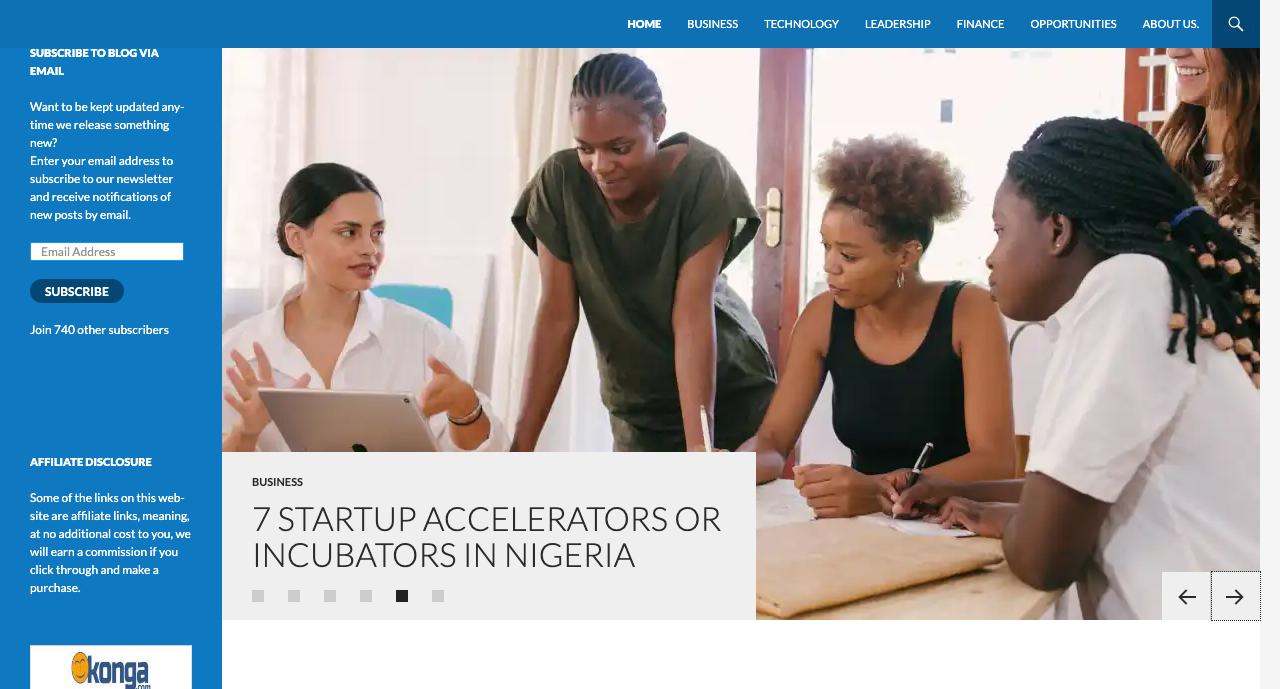 HOME BUSINESS TECHNOLOGY LEADERSHIP FINANCE OPPORTUNITIES ABOUT US.
SUBSCRIBE TO BLOG VIA
EMAIL
Want to be kept updated any-
time we release something
new?
Enter your email address to
subscribe to our newsletter
and receive notifications of
new posts by email.
Email Address
SUBSCRIBE
Join 740 other subscribers
AFFILIATE DISCLOSURE
Some of the links on this web-
site are affiliate links, meaning,
at no additional cost to you, we
will earn a commission if you
click through and make a
purchase.
konga
.com
BUSINESS
7 STARTUP ACCELERATORS OR
INCUBATORS IN NIGERIA